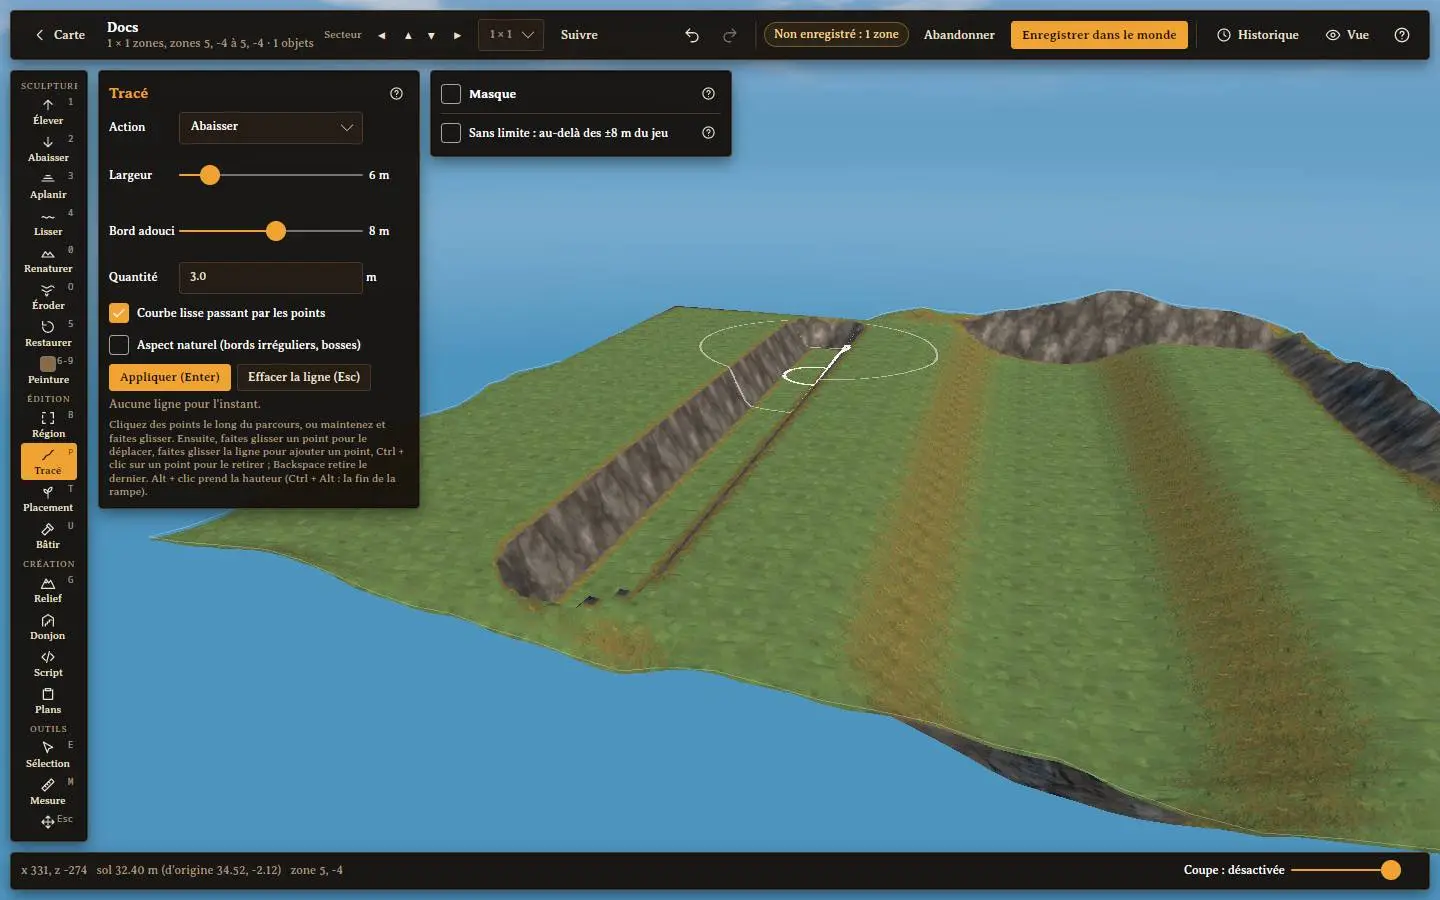 Carte
Docs
1 × 1 zones, zones 5, -4 à 5, -4 · 1 objets
Secteur
1 × 1
Suivre
Non enregistré : 1 zone
Abandonner
Enregistrer dans le monde
Historique
Vue
SCULPTURE
1
Élever
2
Abaisser
3
Aplanir
4
Lisser
0
Renaturer
O
Éroder
5
Restaurer
6-9
Peinture
ÉDITION
B
Région
P
Tracé
T
Placement
U
Bâtir
CRÉATION
G
Relief
Donjon
Script
Plans
OUTILS
E
Sélection
M
Mesure
Esc
Tracé
Action
Abaisser
Largeur
6 m
Bord adouci
8 m
Quantité
3.0
m
Courbe lisse passant par les points
Aspect naturel (bords irréguliers, bosses)
Appliquer (Enter)
Effacer la ligne (Esc)
Aucune ligne pour l'instant.
Cliquez des points le long du parcours, ou maintenez et
faites glisser. Ensuite, faites glisser un point pour le
déplacer, faites glisser la ligne pour ajouter un point, Ctrl +
clic sur un point pour le retirer ; Backspace retire le
dernier. Alt + clic prend la hauteur (Ctrl + Alt : la fin de la
rampe).
Masque
Sans limite : au-delà des ±8 m du jeu
x 331, z -274 sol 32.40 m (d'origine 34.52, -2.12) zone 5, -4
Coupe : désactivée